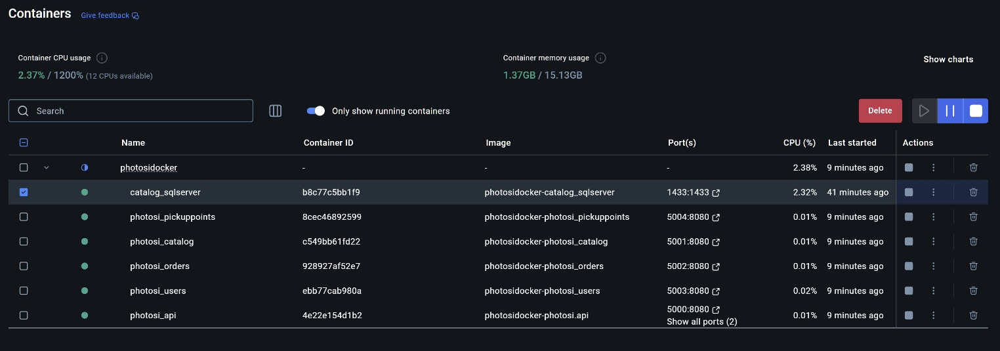 Containers Give feedback
Container CPU usage Container memory usage Show charts
2.37% / 1200% (12 CPUs available) 1.37GB / 15.13GB
Search Only show running containers Delete
Name Container ID Image Port(s) CPU (%) Last started Actions
photosidocker - - - 2.38% 9 minutes ago
catalog_sqlserver b8c77c5bb1f9 photosidocker-catalog_sqlserver 1433:1433 2.32% 41 minutes ago
photosi_pickuppoints 8cec46892599 photosidocker-photosi_pickuppoints 5004:8080 0.01% 9 minutes ago
photosi_catalog c549bb61fd22 photosidocker-photosi_catalog 5001:8080 0.01% 9 minutes ago
photosi_orders 928927af52e7 photosidocker-photosi_orders 5002:8080 0.01% 9 minutes ago
photosi_users ebb77cab980a photosidocker-photosi_users 5003:8080 0.02% 9 minutes ago
photosi_api 4e22e154d1b2 photosidocker-photosi.api 5000:8080 0.01% 9 minutes ago
Show all ports (2)